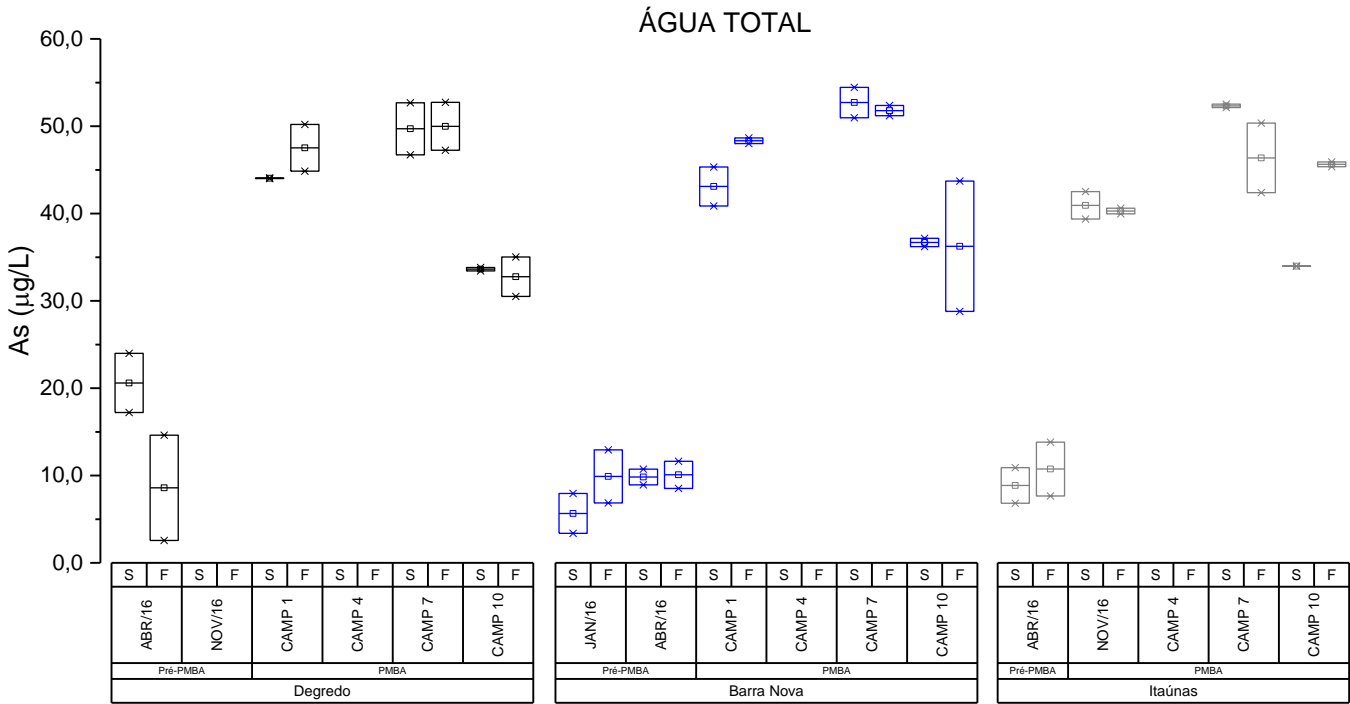 ÁGUA TOTAL
60,0
50,0
40,0
30,0
20,0
10,0
0,0
As (µg/L)
S F S F S F S F S F S F
ABR/16 NOV/16 CAMP 1 CAMP 4 CAMP 7 CAMP 10
Pré-PMBA PMBA
Degredo
S F S F S F S F S F S F
JAN/16 ABR/16 CAMP 1 CAMP 4 CAMP 7 CAMP 10
Pré-PMBA PMBA
Barra Nova
S F S F S F S F S F
ABR/16 NOV/16 CAMP 4 CAMP 7 CAMP 10
Pré-PMBA PMBA
Itaúnas